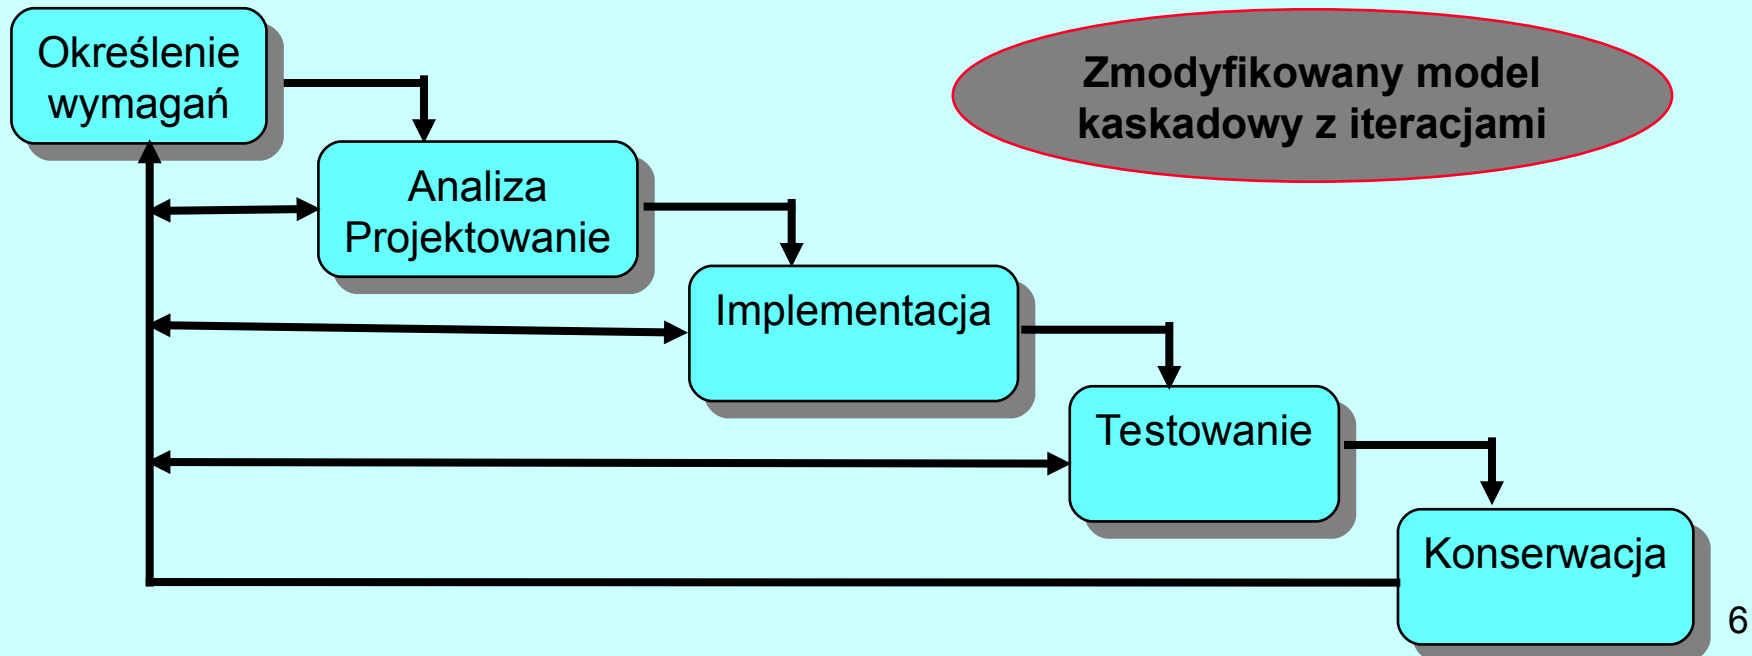 Określenie
wymagań
Zmodyfikowany model
kaskadowy z iteracjami
Analiza
Projektowanie
Implementacja
Testowanie
Konserwacja
6